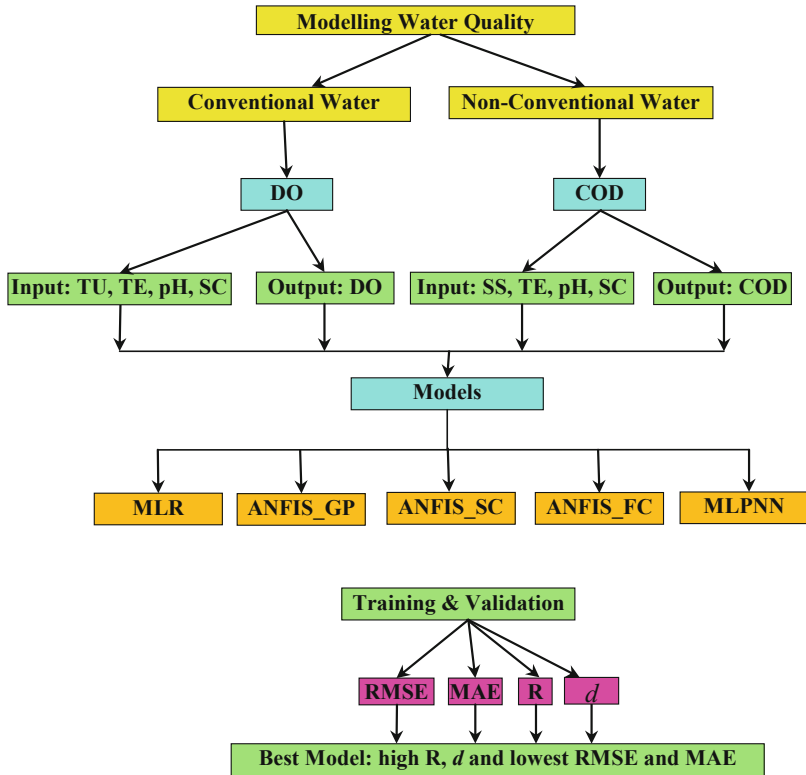 Modelling Water Quality
Conventional Water
Non-Conventional Water
DO
COD
Input: TU, TE, pH, SC
Output: DO
Input: SS, TE, pH, SC
Output: COD
Models
MLR
ANFIS_GP
ANFIS_SC
ANFIS_FC
MLPNN
Training & Validation
RMSE
MAE
R
d
Best Model: high R, d and lowest RMSE and MAE